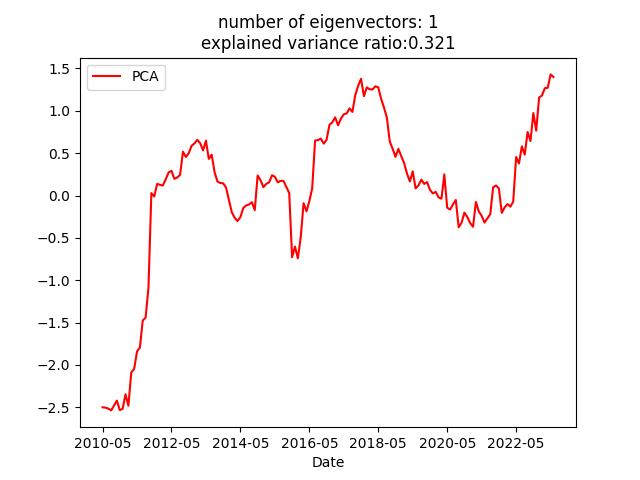 number of eigenvectors: 1
explained variance ratio:0.321
PCA
1.5
1.0
0.5
0.0
−0.5
−1.0
−1.5
−2.0
−2.5
2010-05 2012-05 2014-05 2016-05 2018-05 2020-05 2022-05
Date